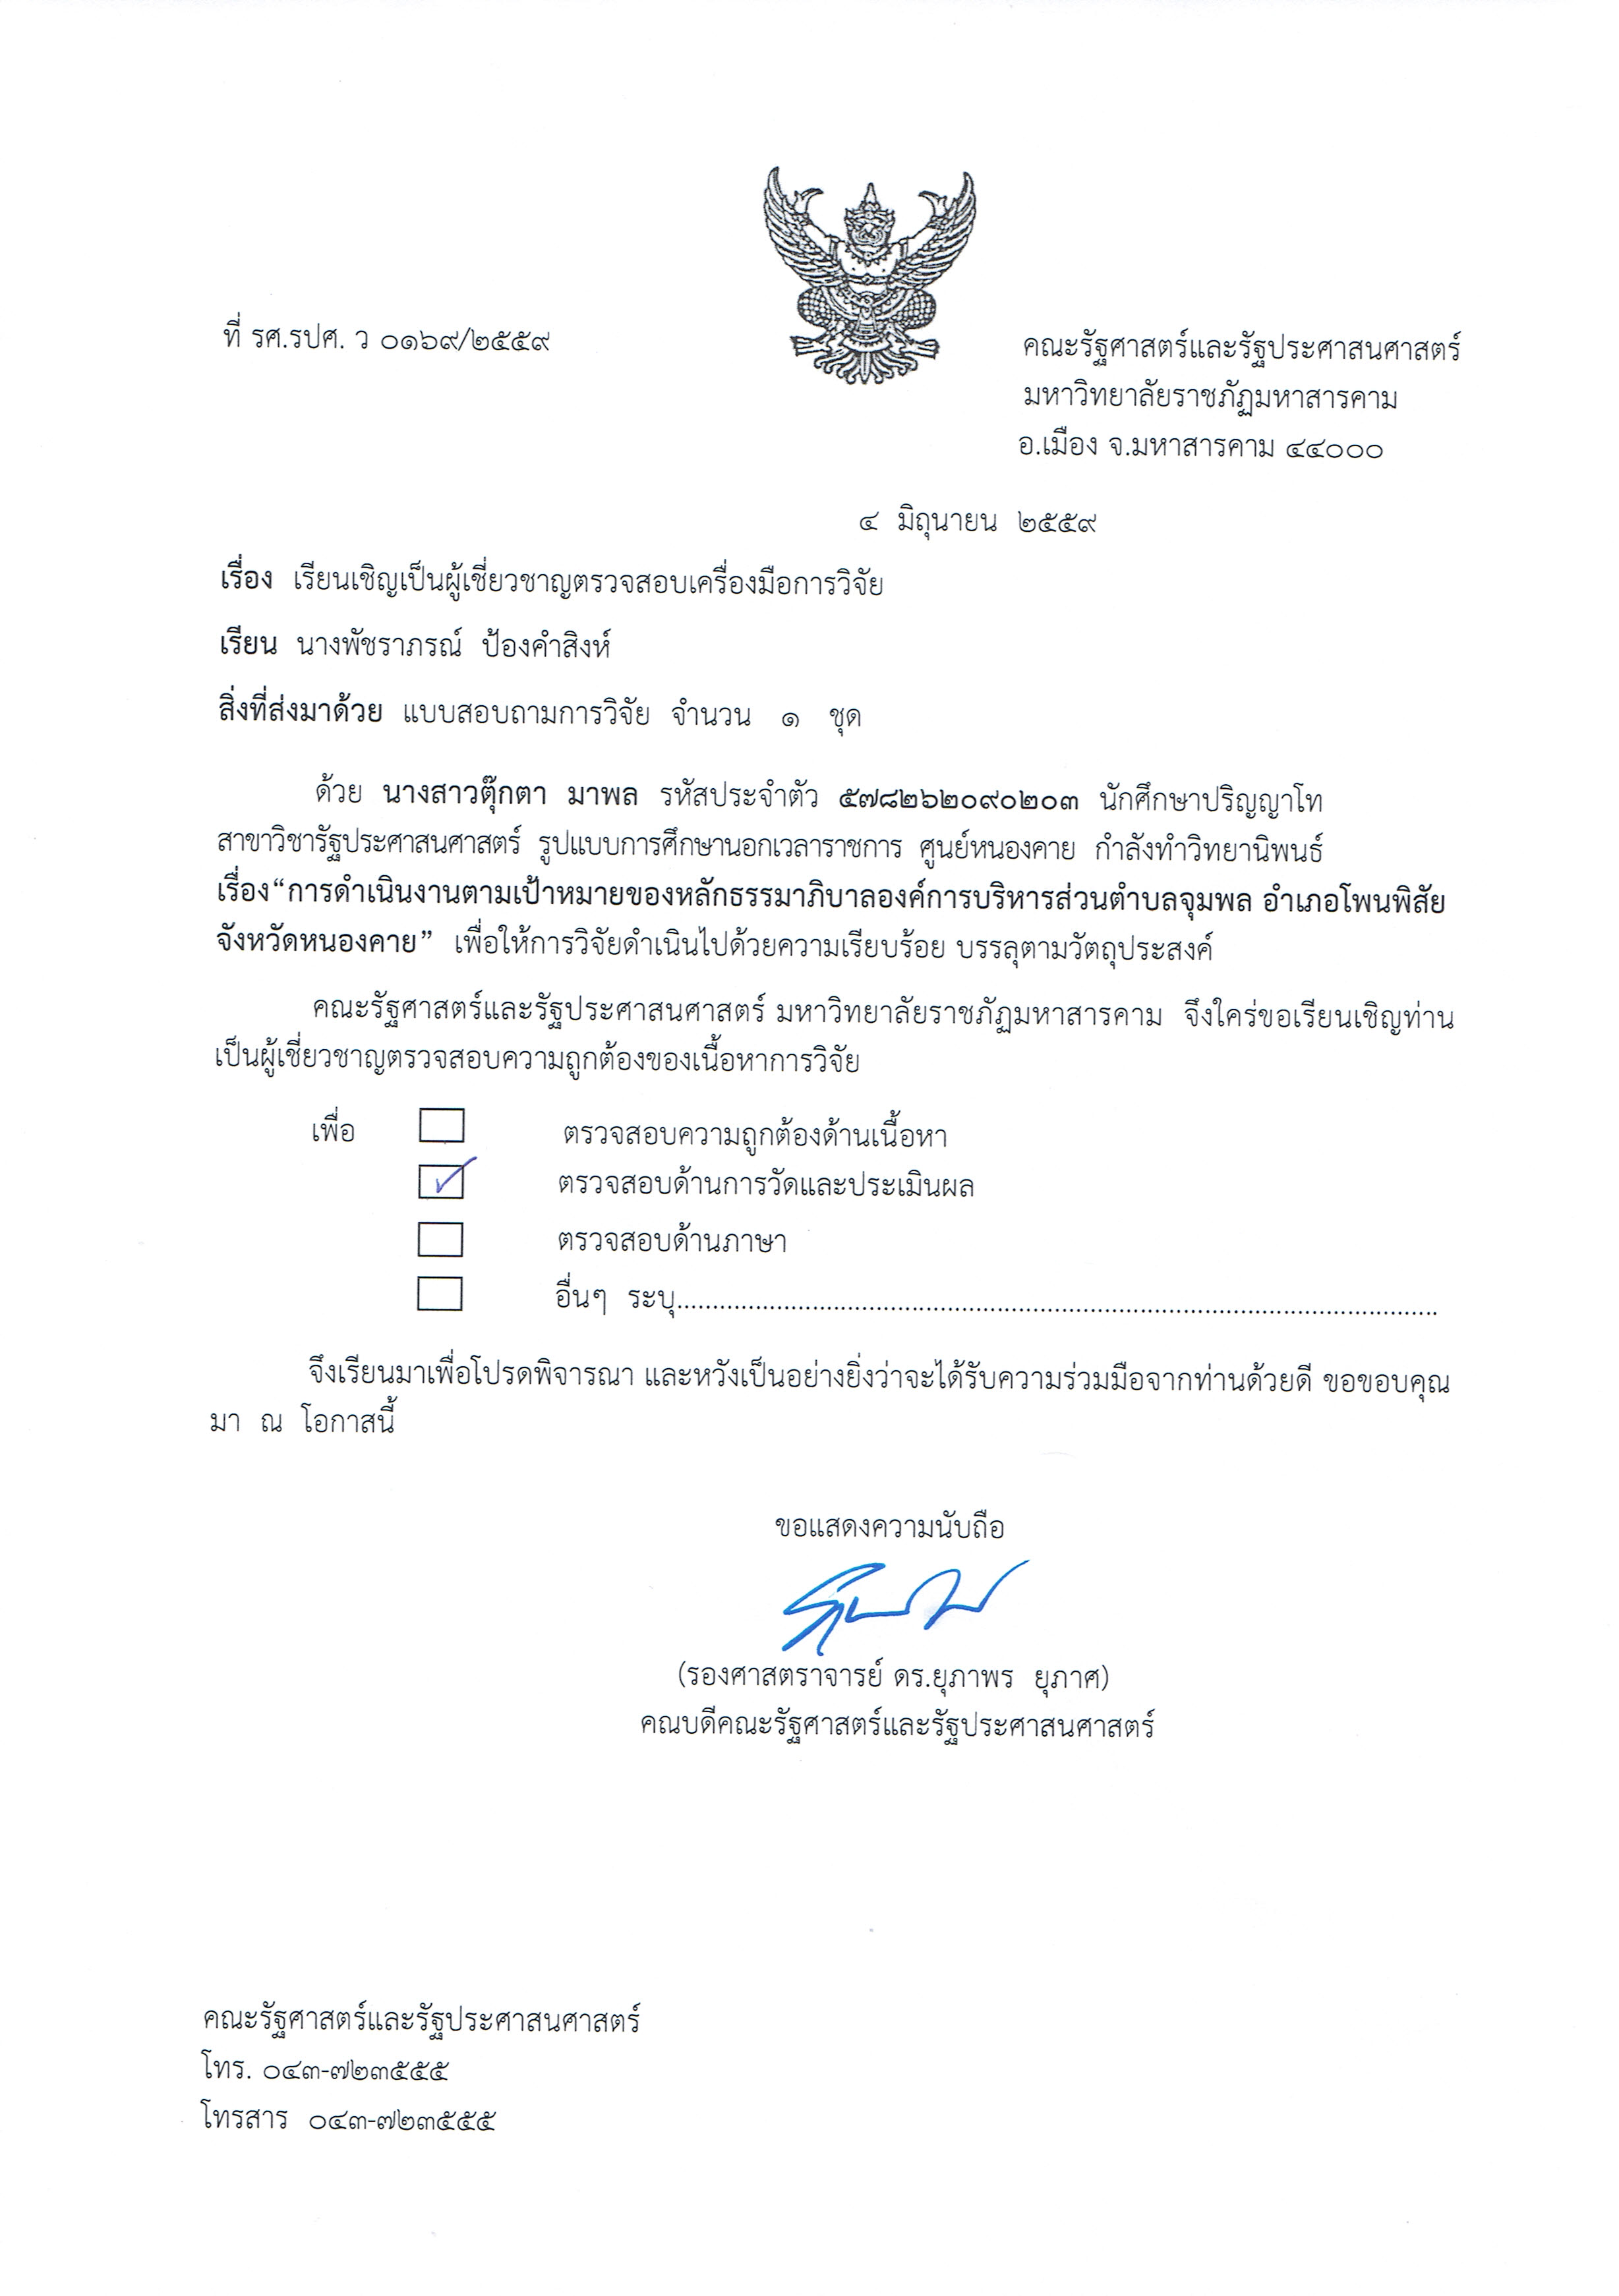 ที่ รศ.รปศ. ว ๐๑๖๙/๒๕๕๙
คณะรัฐศาสตร์และรัฐประศาสนศาสตร์
มหาวิทยาลัยราชภัฏมหาสารคาม
อ.เมือง จ.มหาสารคาม ๔๔๐๐๐
๔ มิถุนายน ๒๕๕๙
เรื่อง เรียนเชิญเป็นผู้เชี่ยวชาญตรวจสอบเครื่องมือการวิจัย
เรียน นางพัชราภรณ์ ป้องคำสิงห์
สิ่งที่ส่งมาด้วย แบบสอบถามการวิจัย จำนวน ๑ ชุด
ด้วย นางสาวตุ๊กตา มาพล รหัสประจำตัว ๕๗๘๒๖๒๐๙๐๒๐๓ นักศึกษาปริญญาโท
สาขาวิชารัฐประศาสนศาสตร์ รูปแบบการศึกษานอกเวลาราชการ ศูนย์หนองคาย กำลังทำวิทยานิพนธ์
เรื่อง“การดำเนินงานตามเป้าหมายของหลักธรรมาภิบาลองค์การบริหารส่วนตำบลจุมพล อำเภอโพนพิสัย
จังหวัดหนองคาย” เพื่อให้การวิจัยดำเนินไปด้วยความเรียบร้อย บรรลุตามวัตถุประสงค์
คณะรัฐศาสตร์และรัฐประศาสนศาสตร์ มหาวิทยาลัยราชภัฏมหาสารคาม จึงใคร่ขอเรียนเชิญท่าน
เป็นผู้เชี่ยวชาญตรวจสอบความถูกต้องของเนื้อหาการวิจัย
เพื่อ ตรวจสอบความถูกต้องด้านเนื้อหา
ตรวจสอบด้านการวัดและประเมินผล
ตรวจสอบด้านภาษา
อื่นๆ ระบุ..........................................................................................................
จึงเรียนมาเพื่อโปรดพิจารณา และหวังเป็นอย่างยิ่งว่าจะได้รับความร่วมมือจากท่านด้วยดี ขอขอบคุณ
มา ณ โอกาสนี้
ขอแสดงความนับถือ
(รองศาสตราจารย์ ดร.ยุภาพร ยุภาศ)
คณบดีคณะรัฐศาสตร์และรัฐประศาสนศาสตร์
คณะรัฐศาสตร์และรัฐประศาสนศาสตร์
โทร. ๐๔๓-๗๒๓๕๕๕
โทรสาร ๐๔๓-๗๒๓๕๕๕